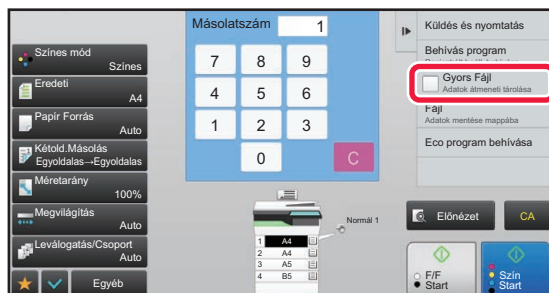 Másolatszám 1
7 8 9
4 5 6
1 2 3
0 C
Színes mód
Színes
Eredeti
A4
Papír Forrás
Auto
Kétold.Másolás
Egyoldalas→Egyoldalas
Méretarány
100%
Megvilágítás
Auto
Leválogatás/Csoport
Auto
Egyéb
Normál 1
1 A4
2 A4
3 A5
4 B5
Küldés és nyomtatás
Behívás program
Gyors Fájl
Adatok átmeneti tárolása
Fájl
Adatok mentése mappába
Eco program behívása
Előnézet
CA
F/F
Start
Szín
Start